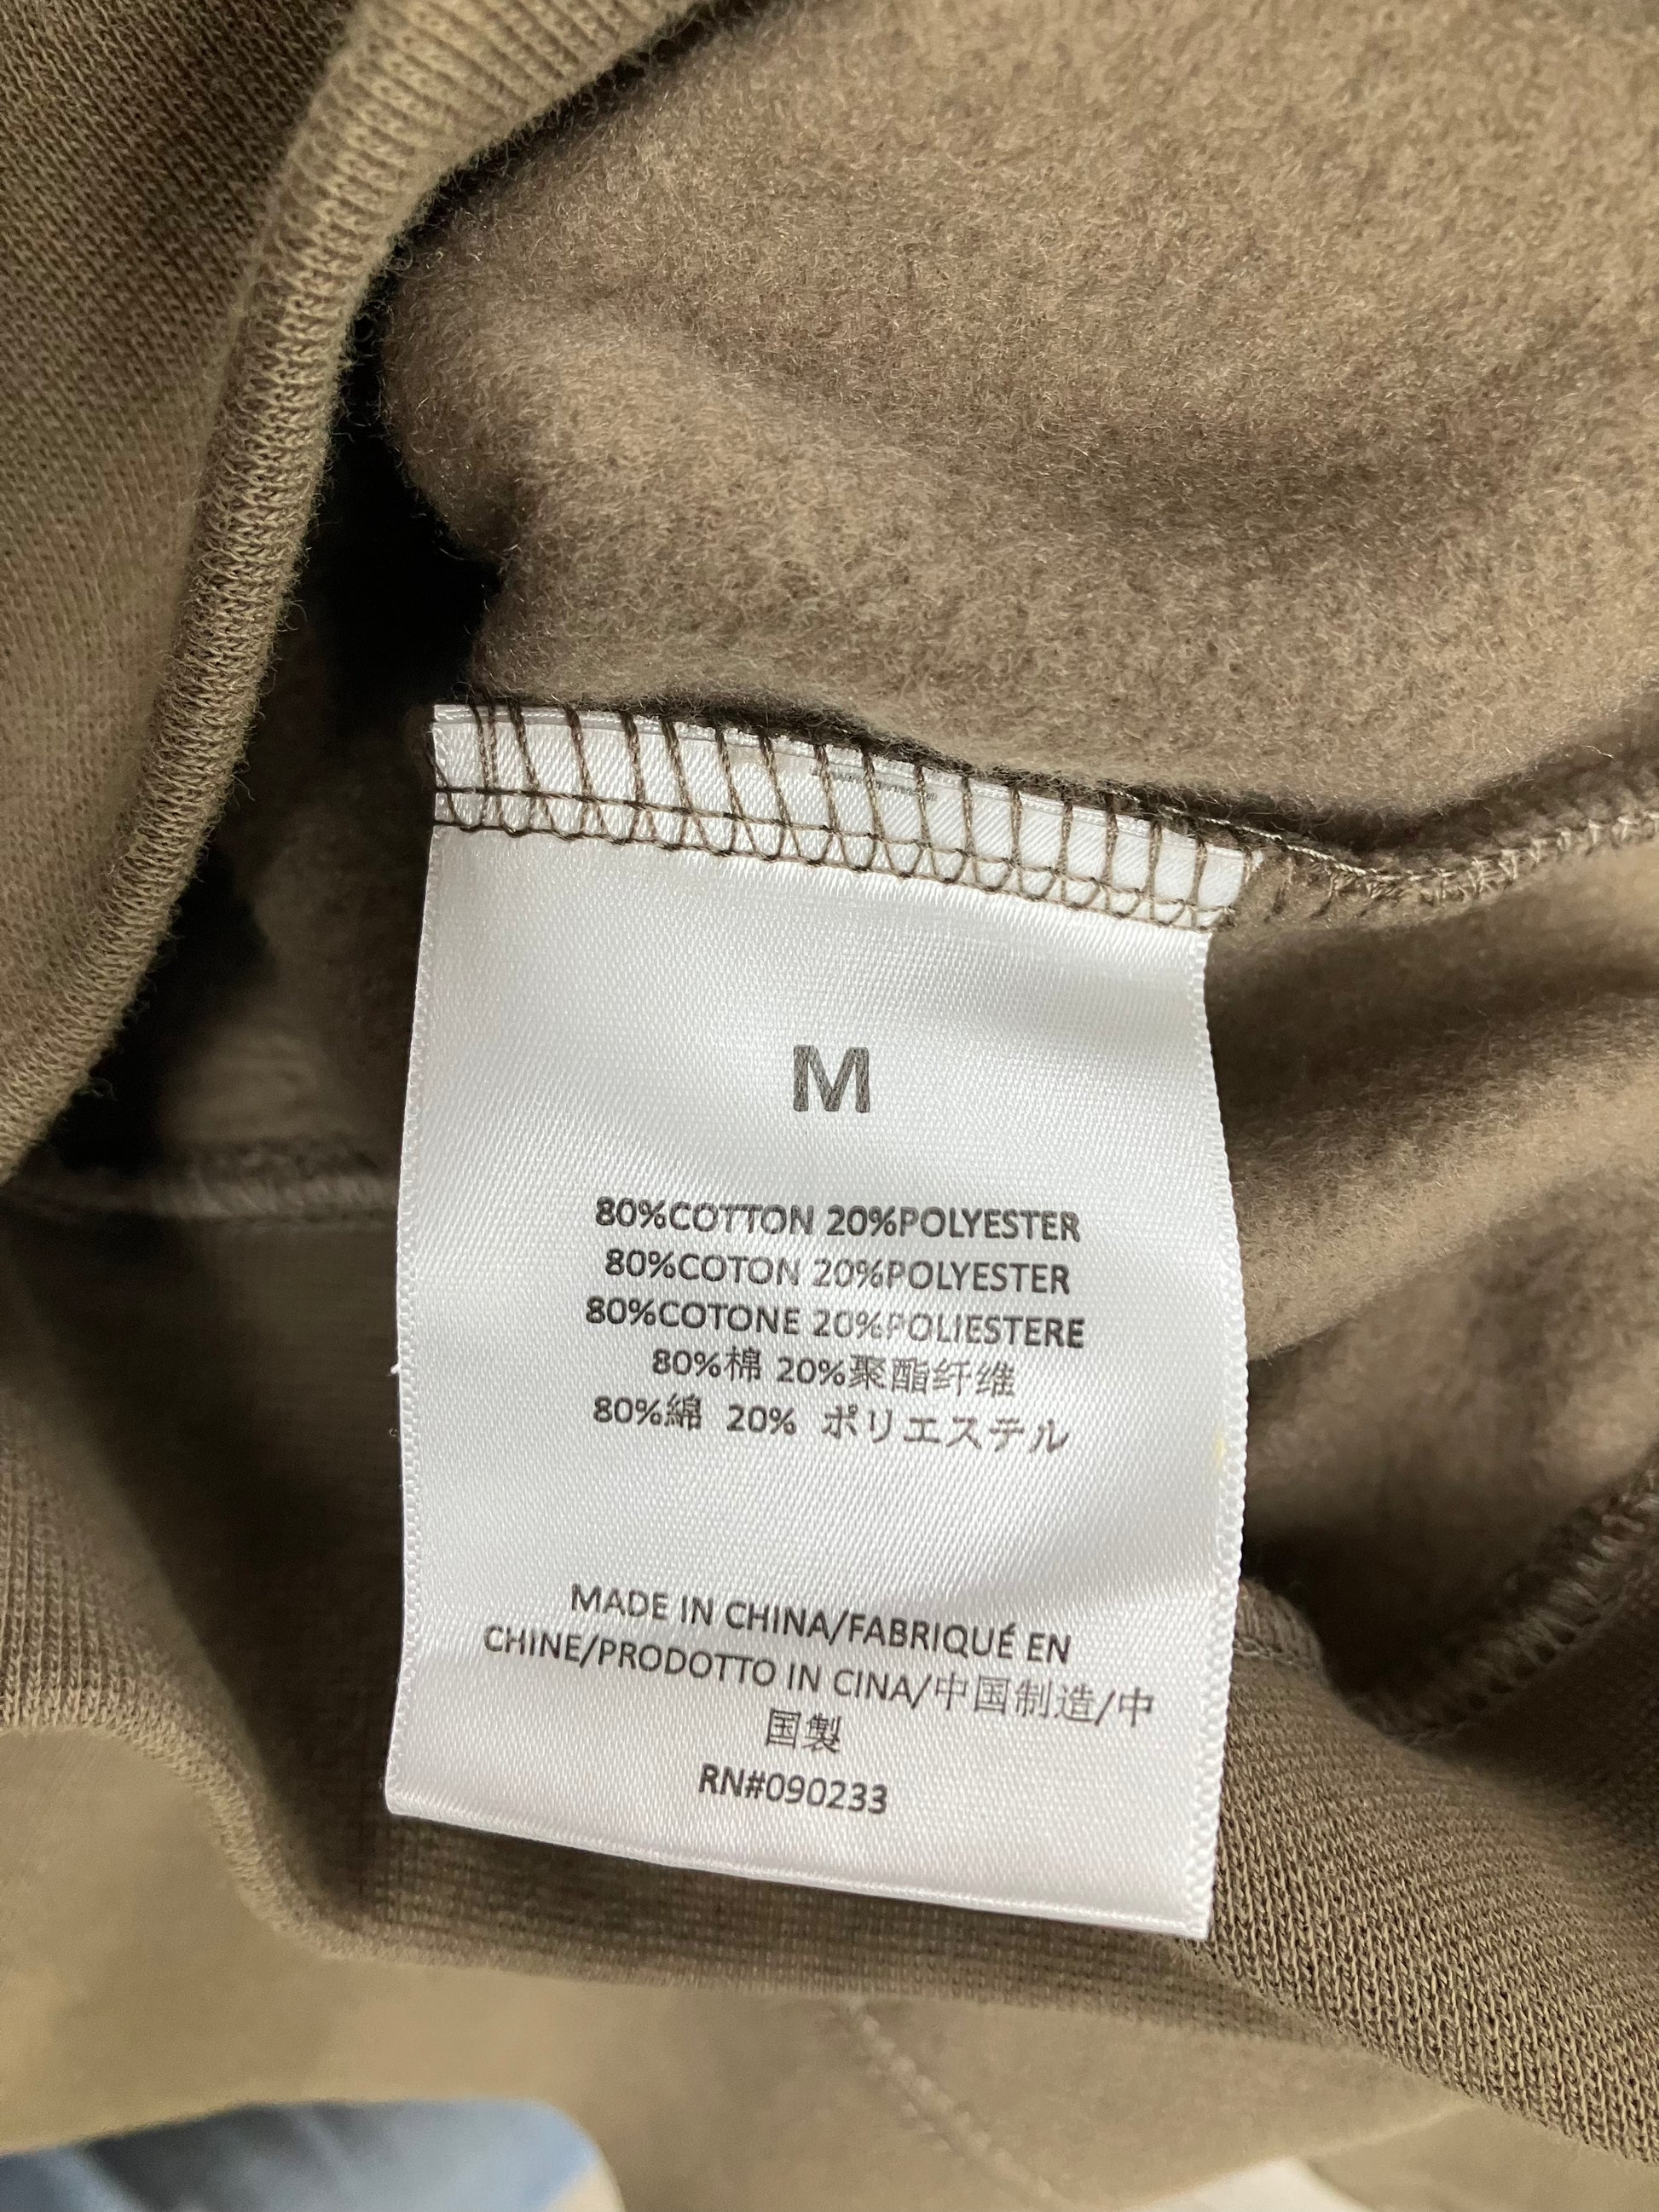 M
80%COTTON 20%POLYESTER
80%COTON 20%POLYESTER
80%COTONE 20%POLIESTERE
80%棉 20%聚酯纤维
80%綿 20% ポリエステル
MADE IN CHINA/FABRIQUÉ EN
CHINE/PRODOTTO IN CINA/中国制造/中
国製
RN#090233